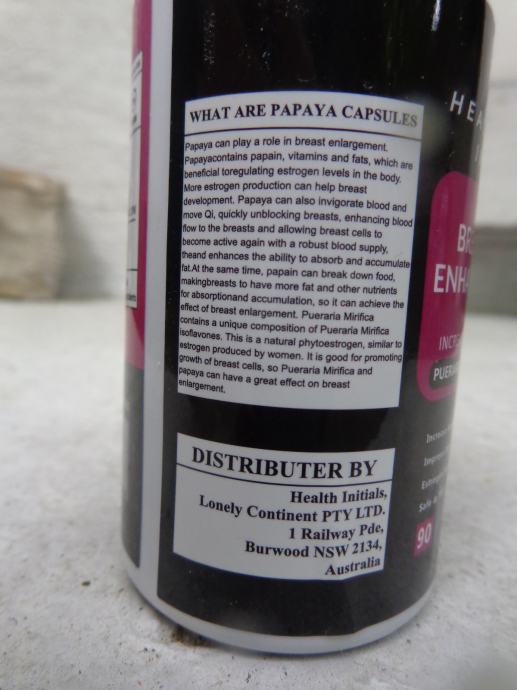 WHAT ARE PAPAYA CAPSULES
Papaya can play a role in breast enlargement.
Papayacontains papain, vitamins and fats, which are
beneficial toregulating estrogen levels in the body.
More estrogen production can help breast
development. Papaya can also invigorate blood and
move Qi, quickly unblocking breasts, enhancing blood
flow to the breasts and allowing breast cells to
become active again with a robust blood supply,
theand enhances the ability to absorb and accumulate
fat.At the same time, papain can break down food,
makingbreasts to have more fat and other nutrients
for absorptionand accumulation, so it can achieve the
effect of breast enlargement. Pueraria Mirifica
contains a unique composition of Pueraria Mirifica
isoflavones. This is a natural phytoestrogen, similar to
estrogen produced by women. It is good for promoting
growth of breast cells, so Pueraria Mirifica and
papaya can have a great effect on breast
enlargement.
DISTRIBUTER BY
Health Initials,
Lonely Continent PTY LTD.
1 Railway Pde,
Burwood NSW 2134,
Australia
90